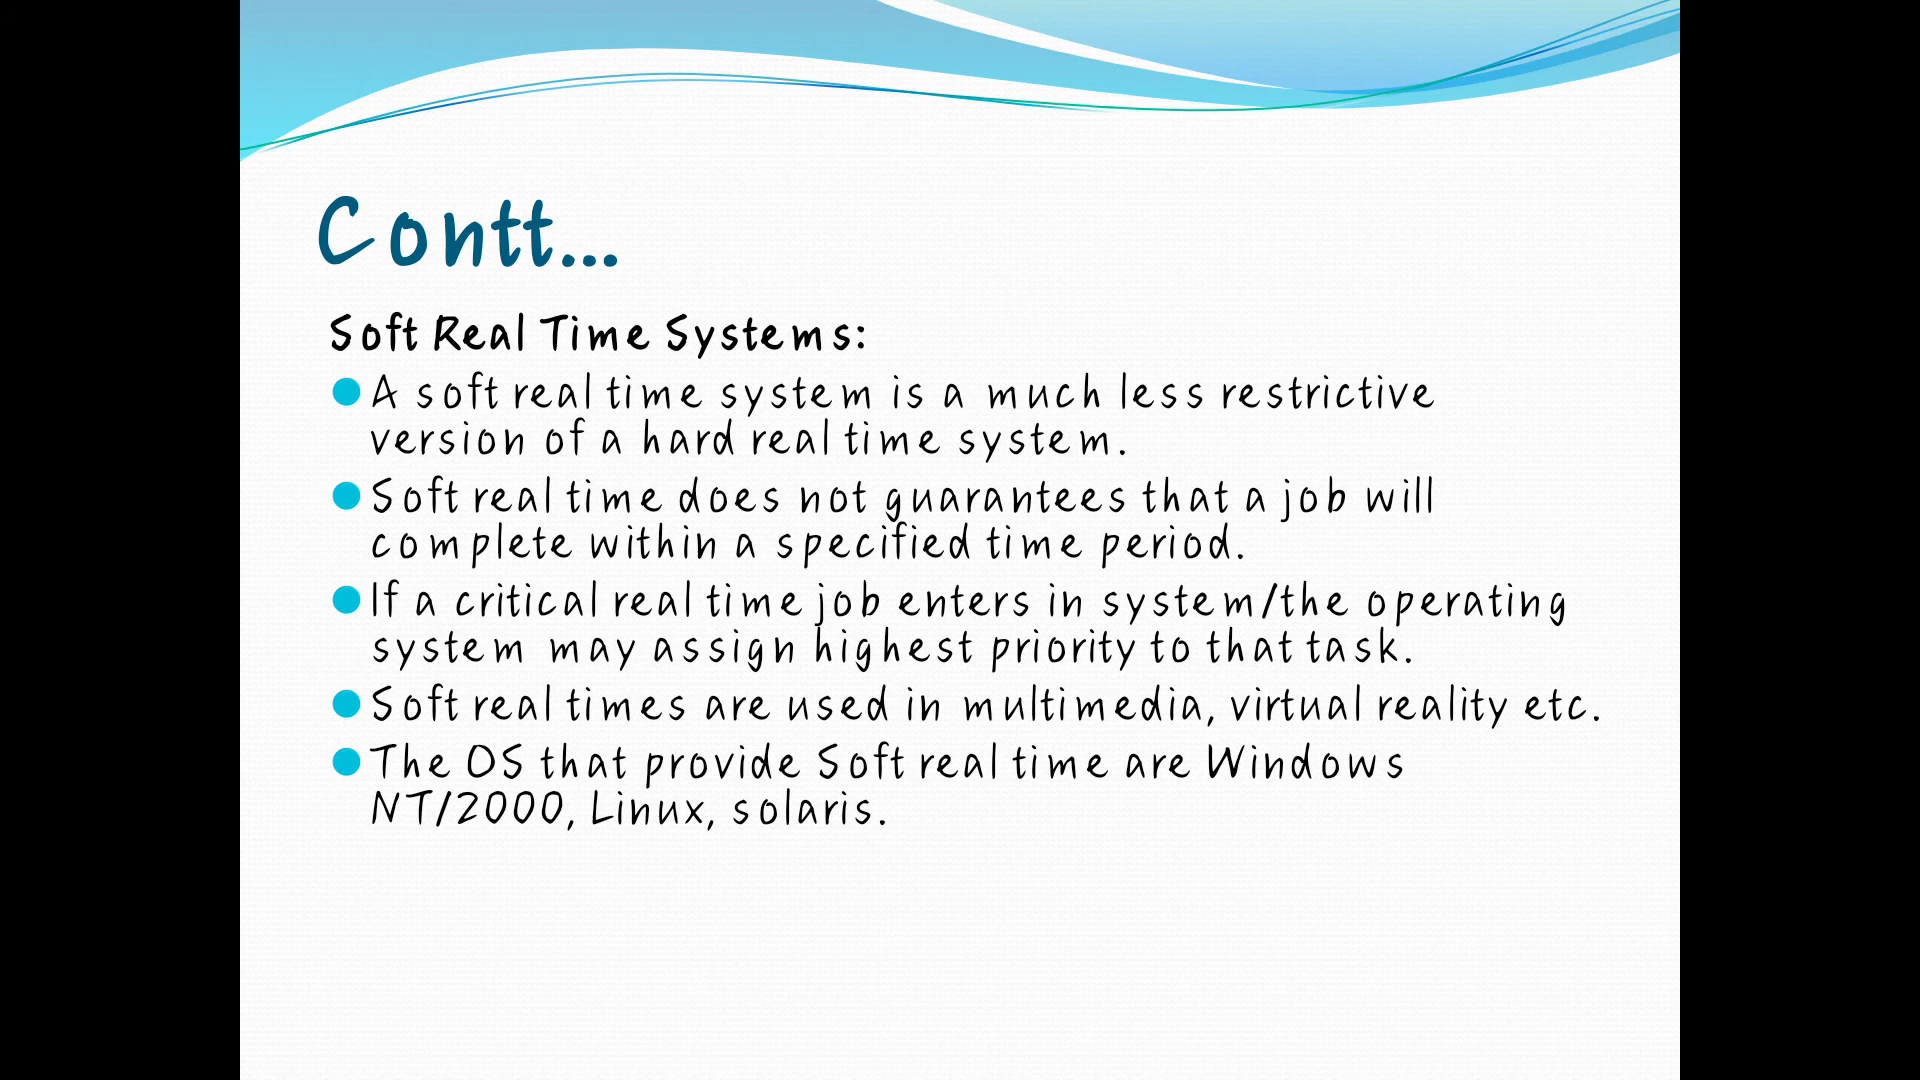 Contt...
Soft Real Time Systems:
A soft real time system is a much less restrictive
version of a hard real time system.
Soft real time does not guarantees that a job will
complete within a specified time period.
If a critical real time job enters in system/the operating
system may assign highest priority to that task.
Soft real times are used in multimedia, virtual reality etc.
The OS that provide Soft real time are Windows
NT/2000, Linux, solaris.